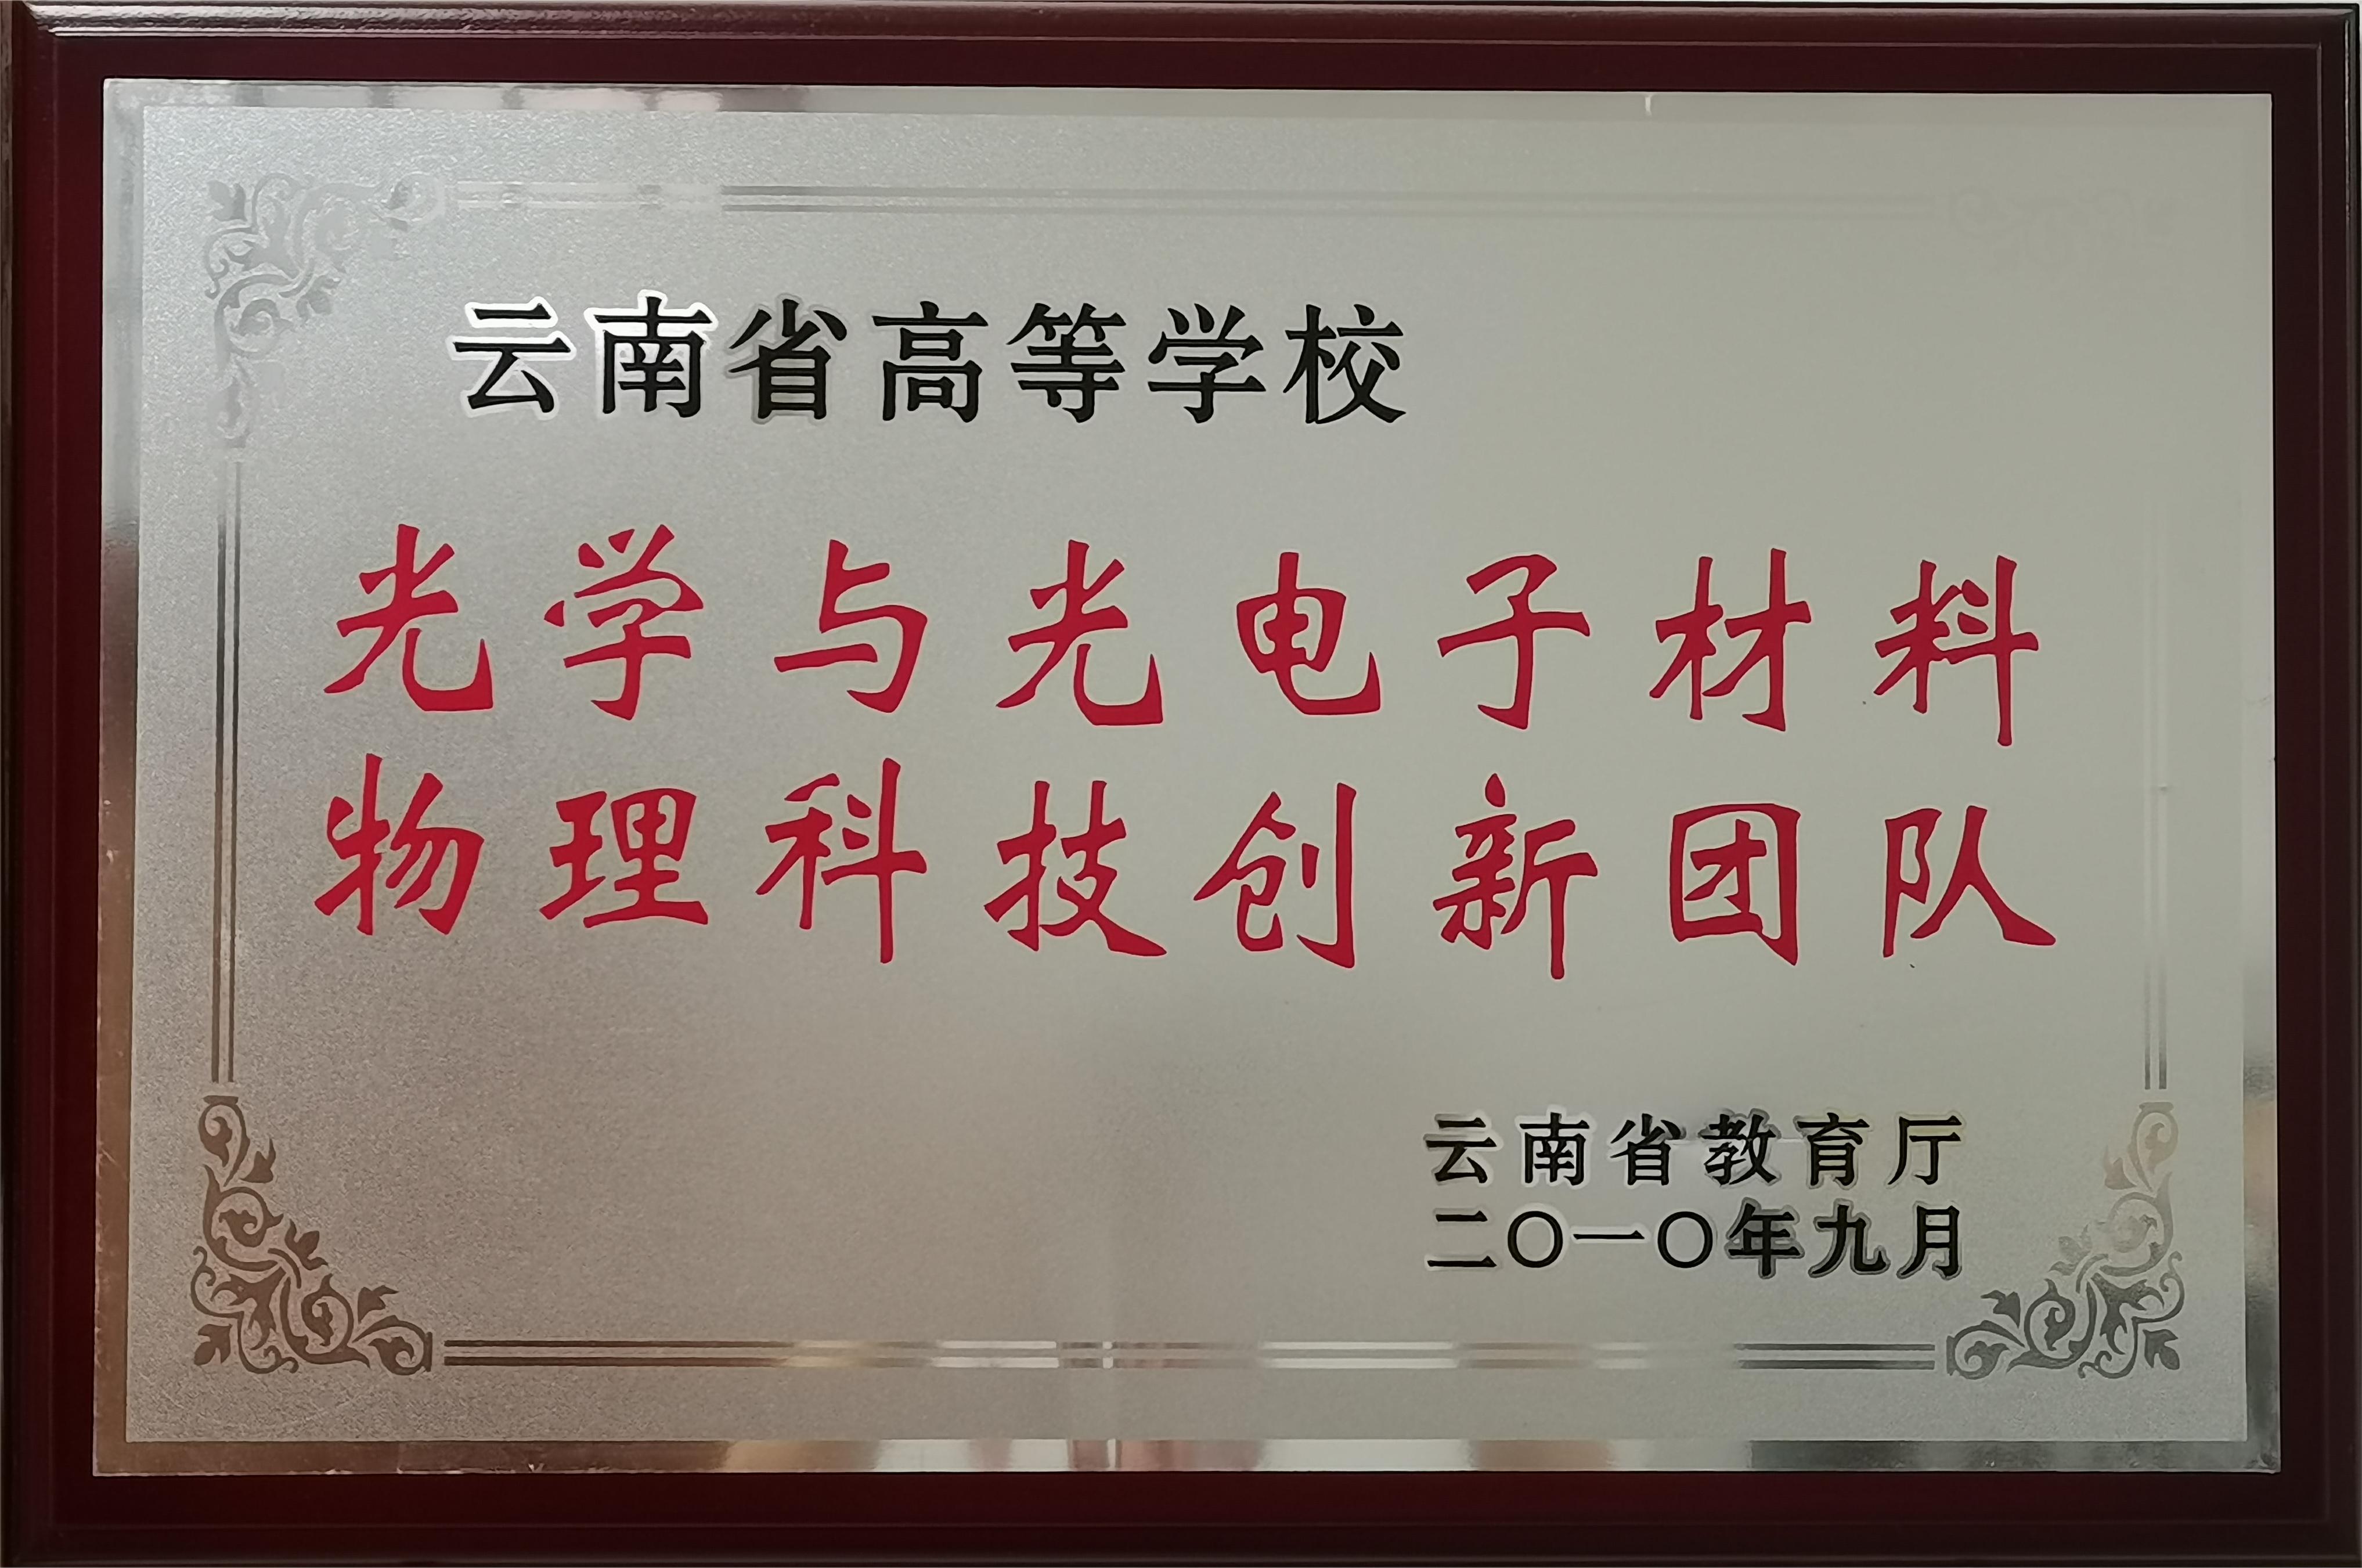 云南省高等学校
光学与光电子材料
物理科技创新团队
云南省教育厅
二〇一〇年九月